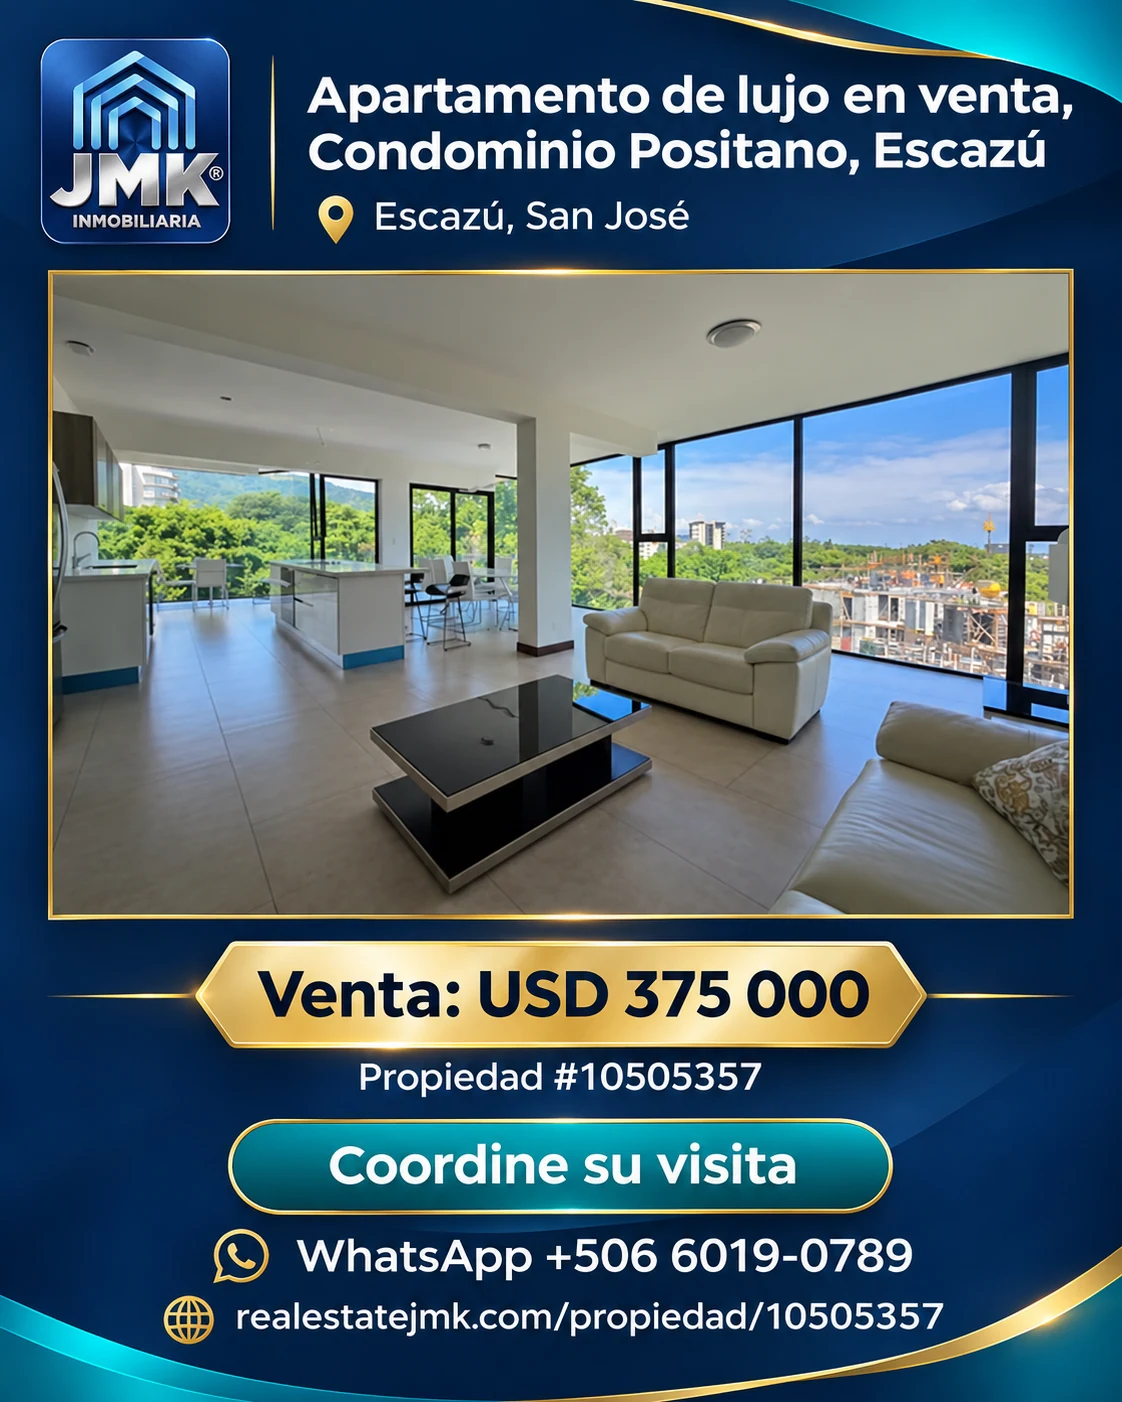 JMK®
INMOBILIARIA
Apartamento de lujo en venta,
Condominio Positano, Escazú
Escazú, San José
Venta: USD 375 000
Propiedad #10505357
Coordine su visita
WhatsApp +506 6019-0789
realestatejmk.com/propiedad/10505357